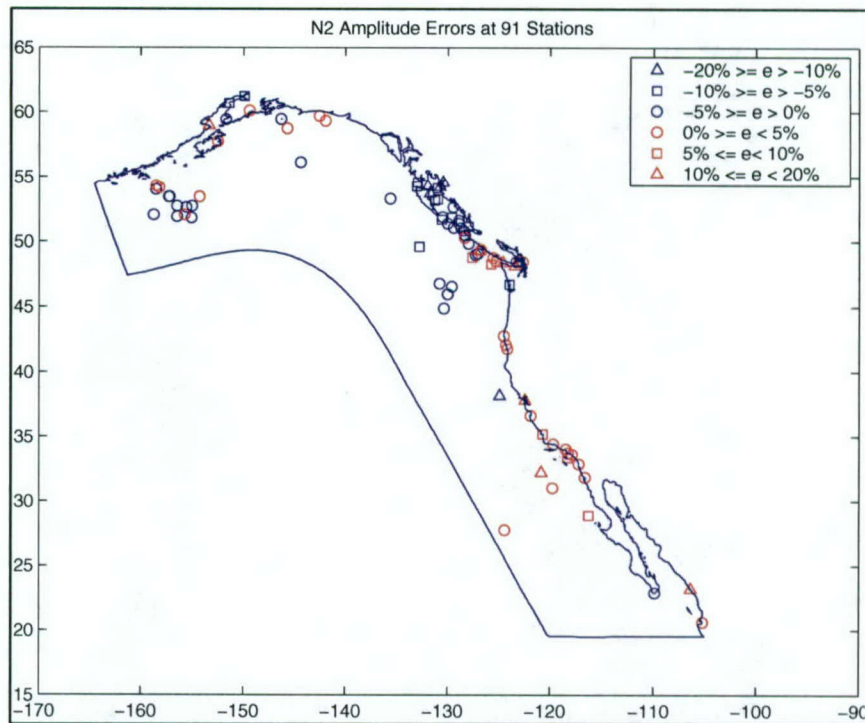 N2 Amplitude Errors at 91 Stations
−20% >= e > −10%
−10% >= e > −5%
−5% >= e > 0%
0% >= e < 5%
5% <= e< 10%
10% <= e < 20%
65
60
55
50
45
40
35
30
25
20
15
−170 −160 −150 −140 −130 −120 −110 −100 −90